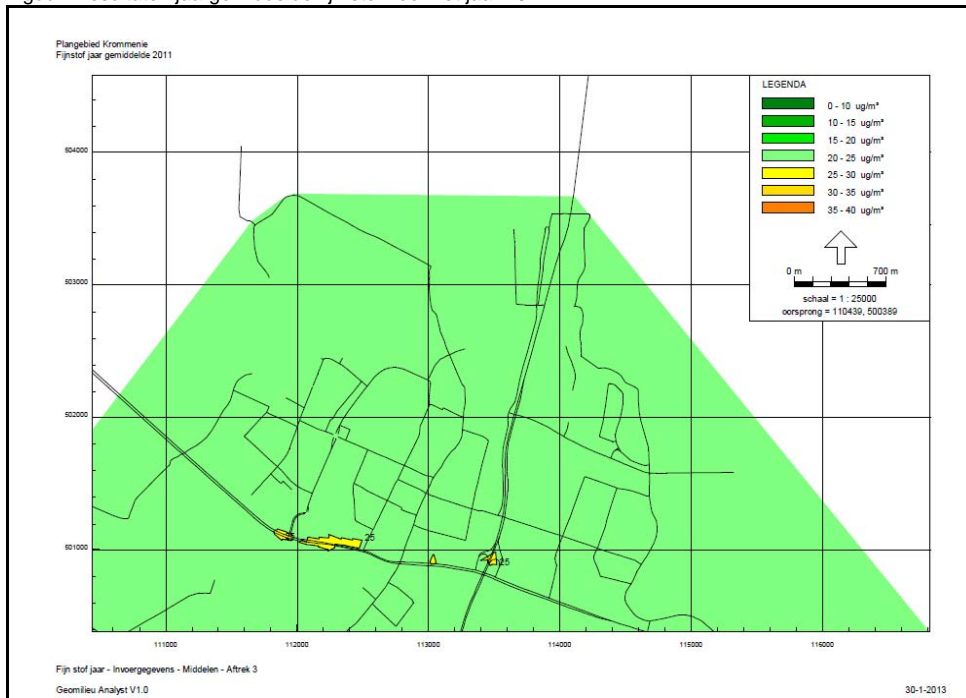 Plangebied Krommenie
Fijnstof jaar gemiddelde 2011
LEGENDA
0 - 10 ug/m³
10 - 15 ug/m³
15 - 20 ug/m³
20 - 25 ug/m³
25 - 30 ug/m³
30 - 35 ug/m³
35 - 40 ug/m³
0 m 700 m
schaal = 1 : 25000
oorsprong = 110439, 500389
504000
503000
502000
501000
25
25
111000 112000 113000 114000 115000 116000
Fijn stof jaar - Invoergegevens - Middelen - Aftrek 3
Geomilieu Analyst V1.0
30-1-2013